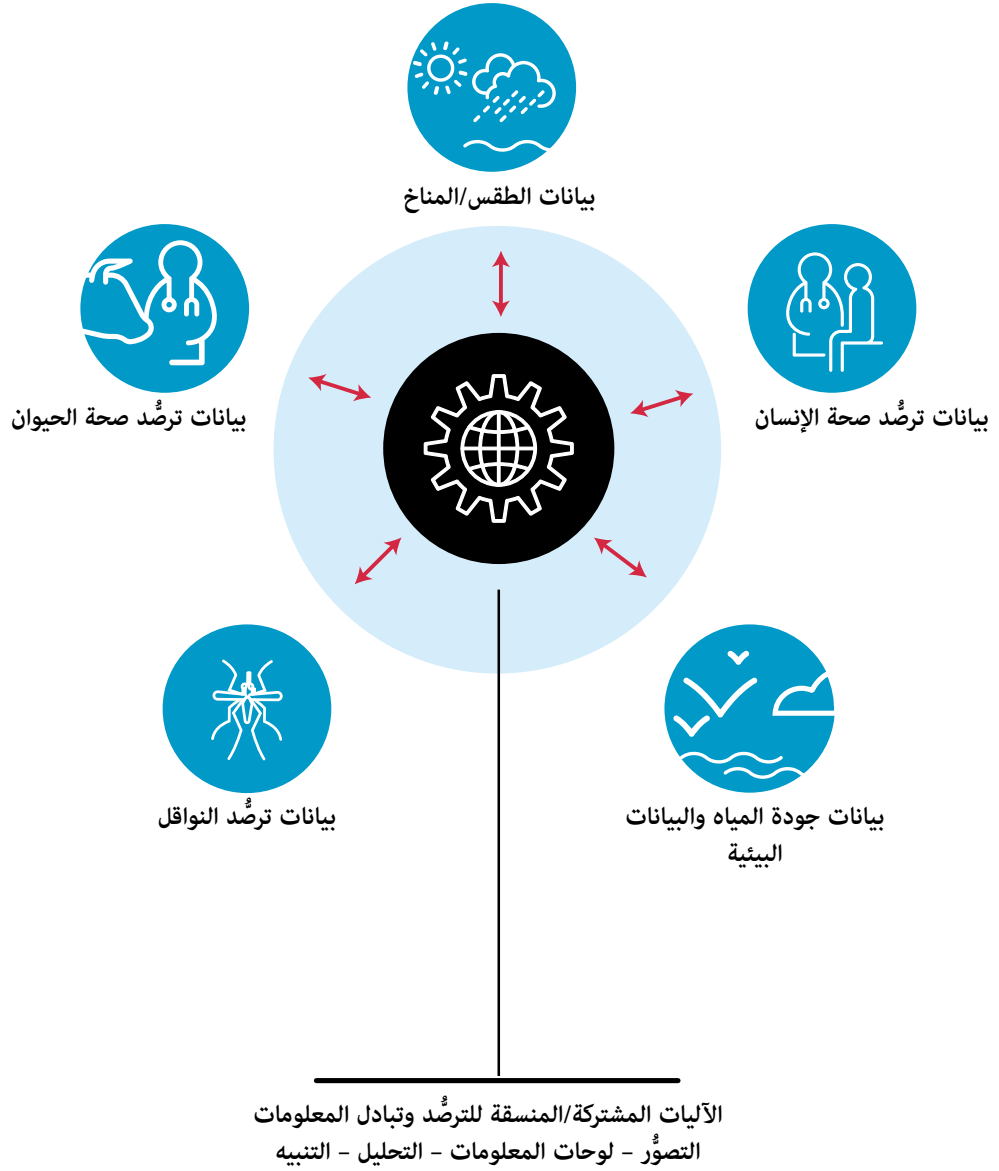 بيانات الطقس/المناخ
بيانات ترصُّد صحة الإنسان
بيانات ترصُّد صحة الحيوان
بيانات جودة المياه والبيانات
البيئية
بيانات ترصُّد النواقل
الآليات المشتركة/المنسقة للترصُّد وتبادل المعلومات
التصوُّر – لوحات المعلومات – التحليل – التنبيه